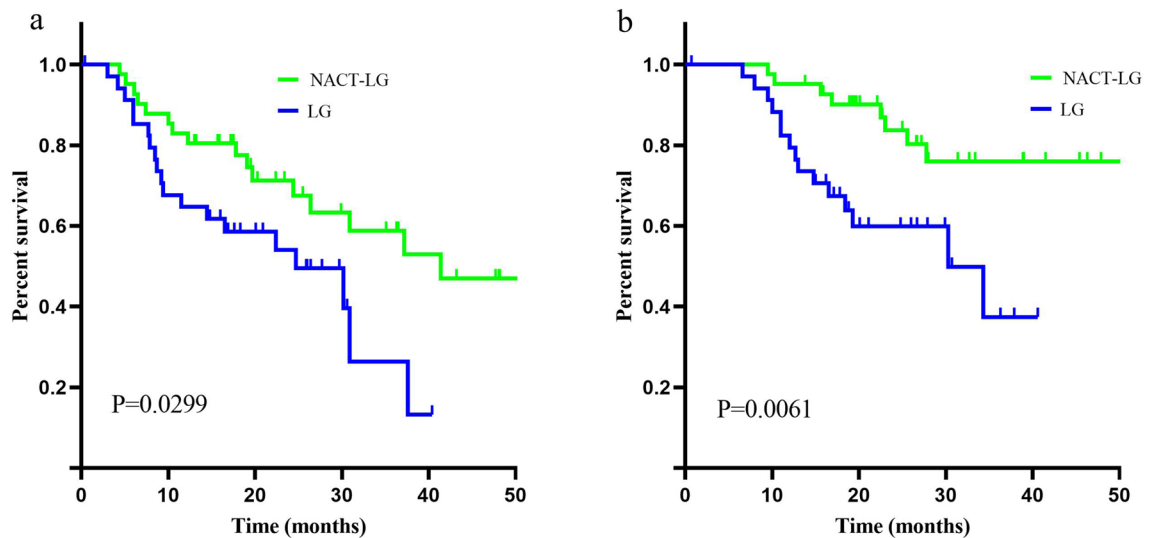 a
1.0
0.8
0.6
0.4
0.2
Percent survival
NACT-LG
LG
P=0.0299
0 10 20 30 40 50
Time (months)
b
1.0
0.8
0.6
0.4
0.2
Percent survival
NACT-LG
LG
P=0.0061
0 10 20 30 40 50
Time (months)